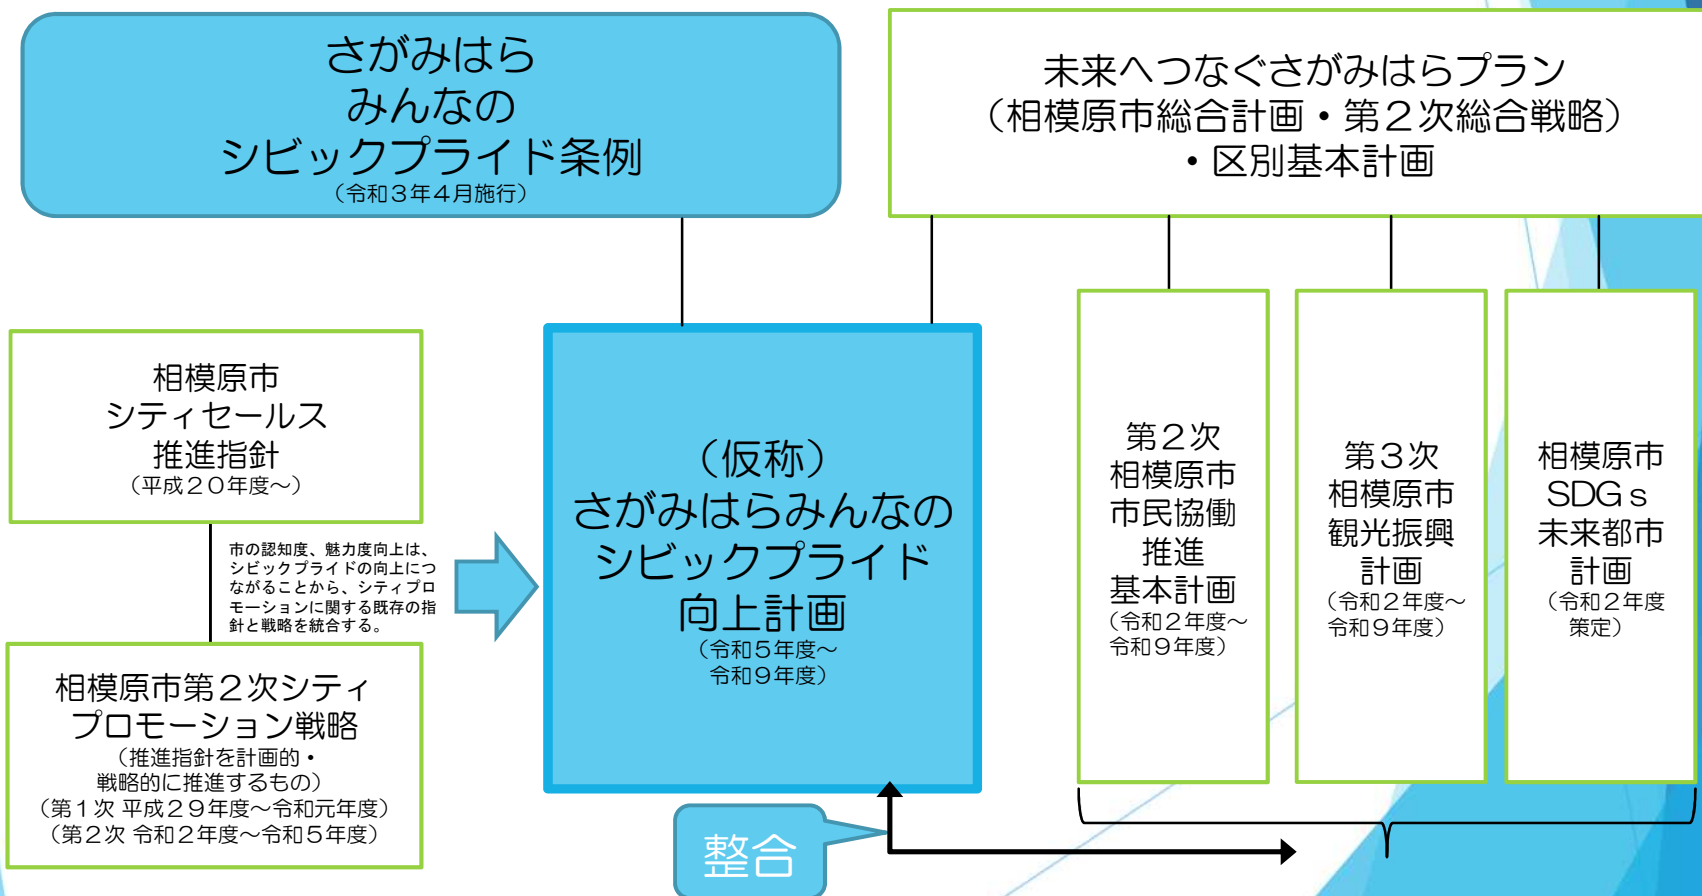 さがみはら
みんなの
シビックプライド条例
（令和３年４月施行）
未来へつなぐさがみはらプラン
（相模原市総合計画・第２次総合戦略）
・区別基本計画
相模原市
シティセールス
推進指針
（平成２０年度～）
市の認知度、魅力度向上は、
シビックプライドの向上につ
ながることから、シティプロ
モーションに関する既存の指
針と戦略を統合する。
相模原市第２次シティ
プロモーション戦略
（推進指針を計画的・
戦略的に推進するもの）
（第１次 平成２９年度～令和元年度）
（第２次 令和２年度～令和５年度）
（仮称）
さがみはらみんなの
シビックプライド
向上計画
（令和５年度～
令和９年度）
整合
第２次
相模原市
市民協働
推進
基本計画
（令和２年度～
令和９年度）
第３次
相模原市
観光振興
計画
（令和２年度～
令和９年度）
相模原市
SDGｓ
未来都市
計画
（令和２年度
策定）